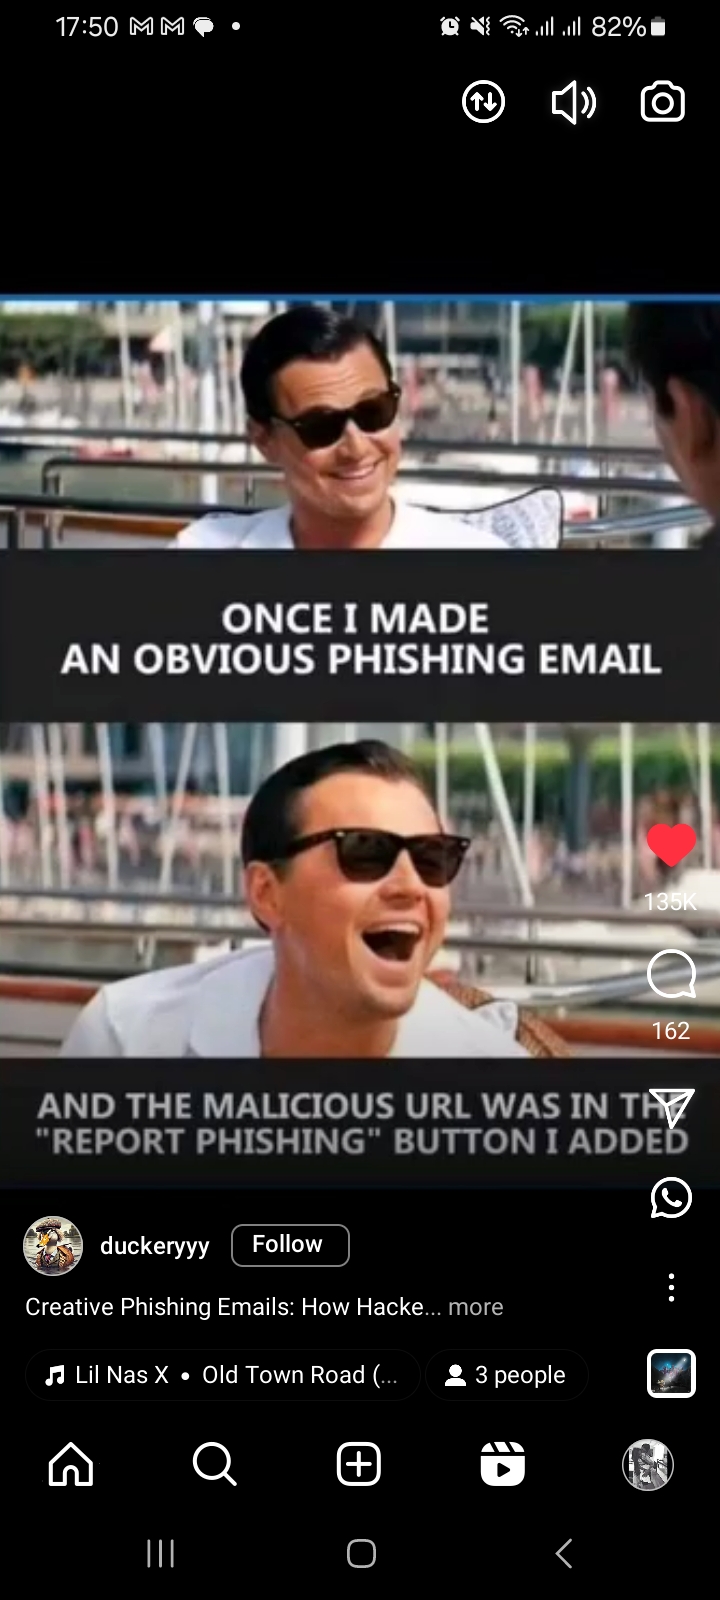 17:50
82%
ONCE I MADE
AN OBVIOUS PHISHING EMAIL
135K
162
AND THE MALICIOUS URL WAS IN THE
"REPORT PHISHING" BUTTON I ADDED
duckeryyy Follow
Creative Phishing Emails: How Hacke... more
Lil Nas X • Old Town Road (... 3 people